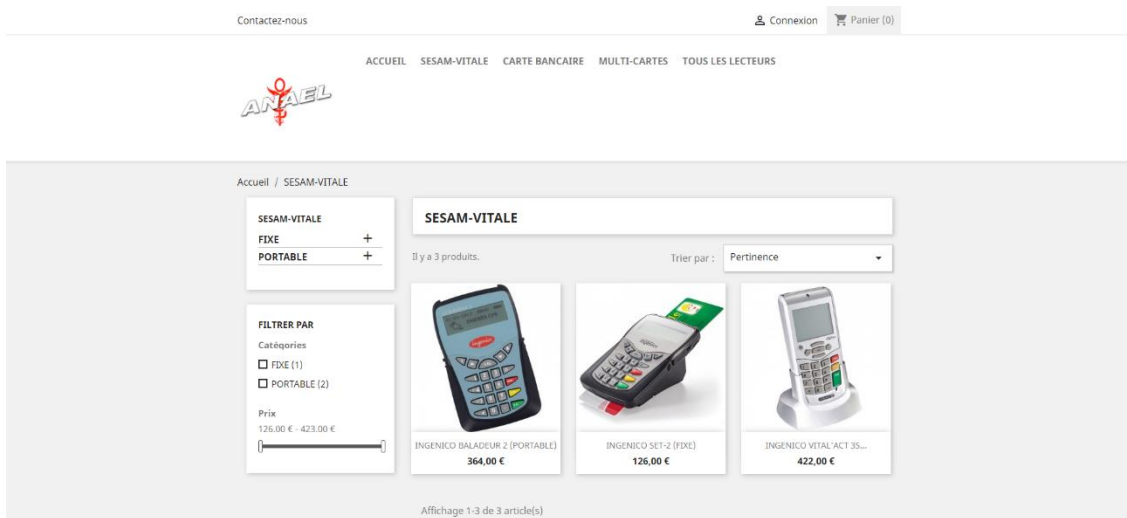 Contactez-nous
Connexion
Panier (0)
ACCUEIL SESAM-VITALE CARTE BANCAIRE MULTI-CARTES TOUS LES LECTEURS
ANAEL
Accueil / SESAM-VITALE
SESAM-VITALE
FIXE +
PORTABLE +
FILTRER PAR
Catégories
FIXE (1)
PORTABLE (2)
Prix
126.00 € - 423.00 €
SESAM-VITALE
Il y a 3 produits.
Trier par :
Pertinence
INGENICO BALADEUR 2 (PORTABLE)
364,00 €
INGENICO SET-2 (FIXE)
126,00 €
INGENICO VITAL'ACT 3S...
422,00 €
Affichage 1-3 de 3 article(s)